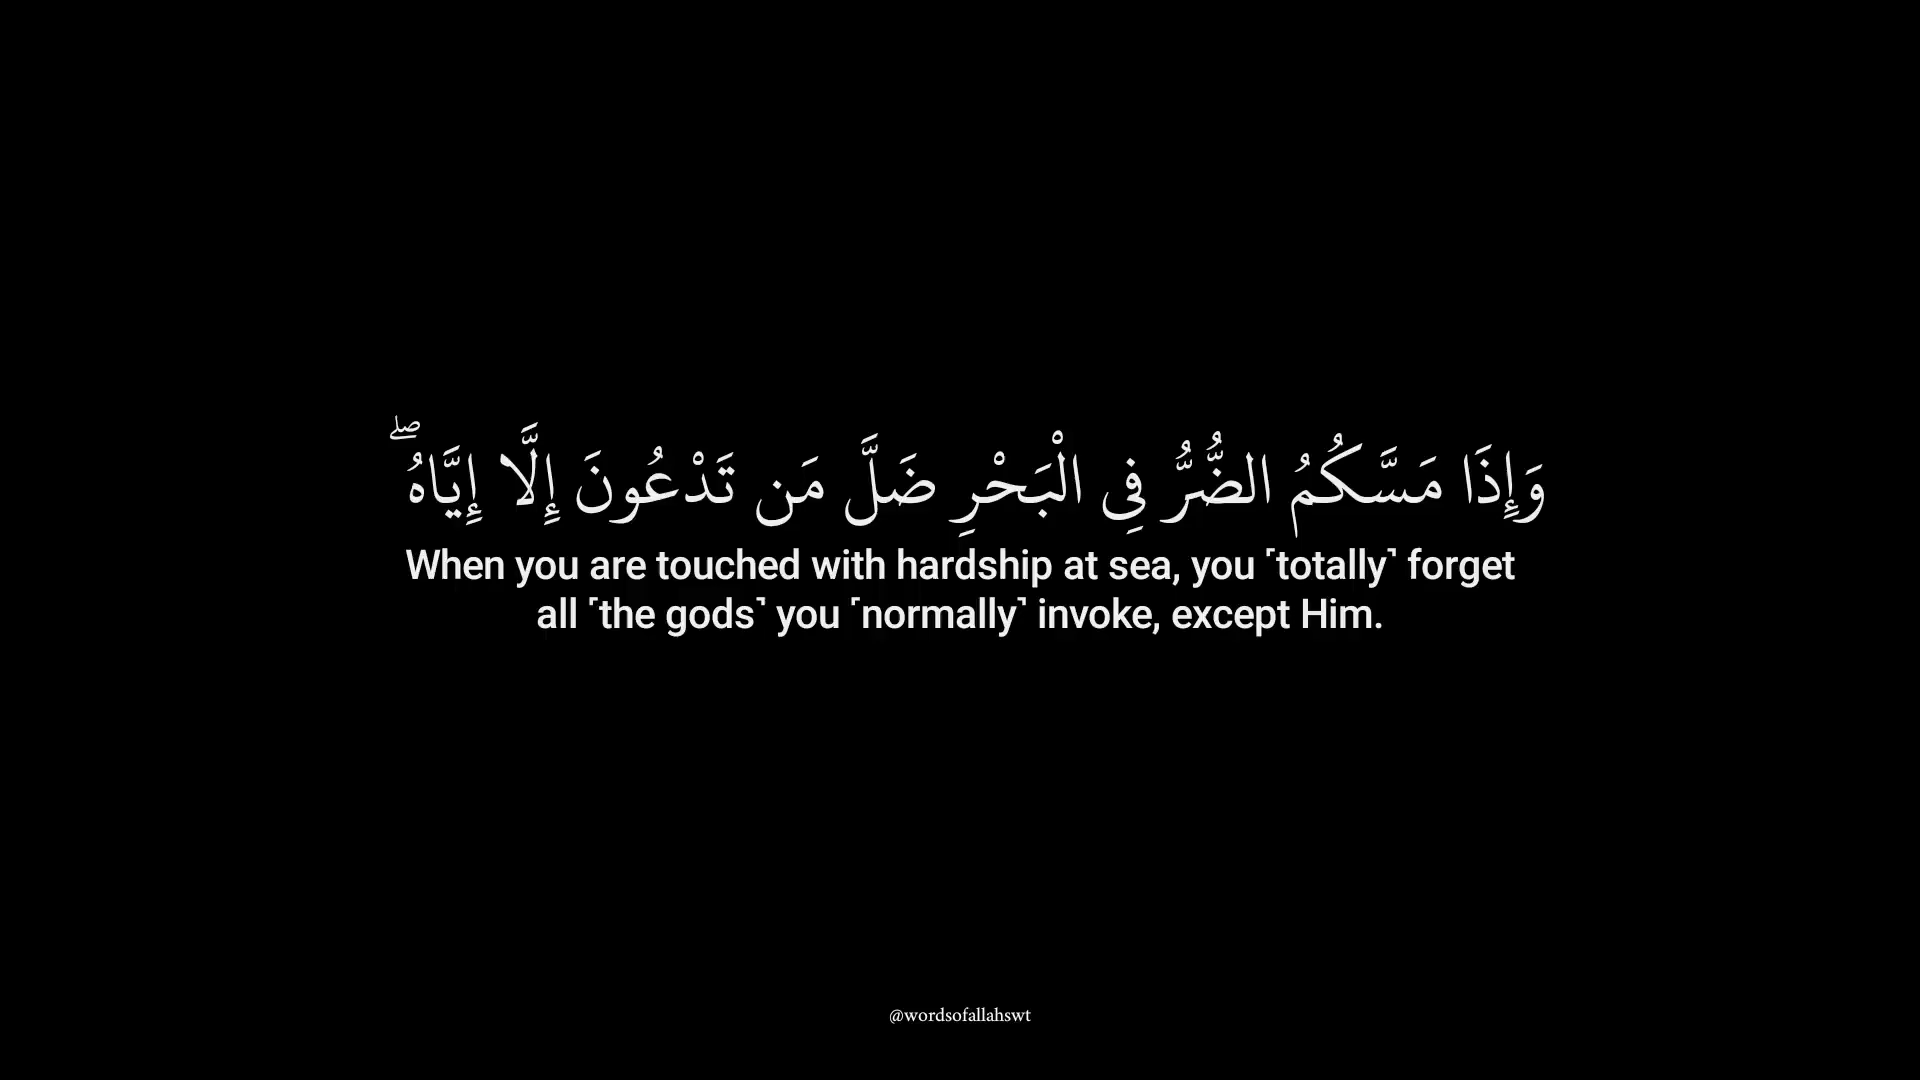 وَإِذَا مَسَّكُمُ الضُّرُّ فِى الْبَحْرِ ضَلَّ مَن تَدْعُونَ إِلَّا إِيَّاهُ ۖ
When you are touched with hardship at sea, you ˹totally˺ forget
all ˹the gods˺ you ˹normally˺ invoke, except Him.
@wordsofallahswt